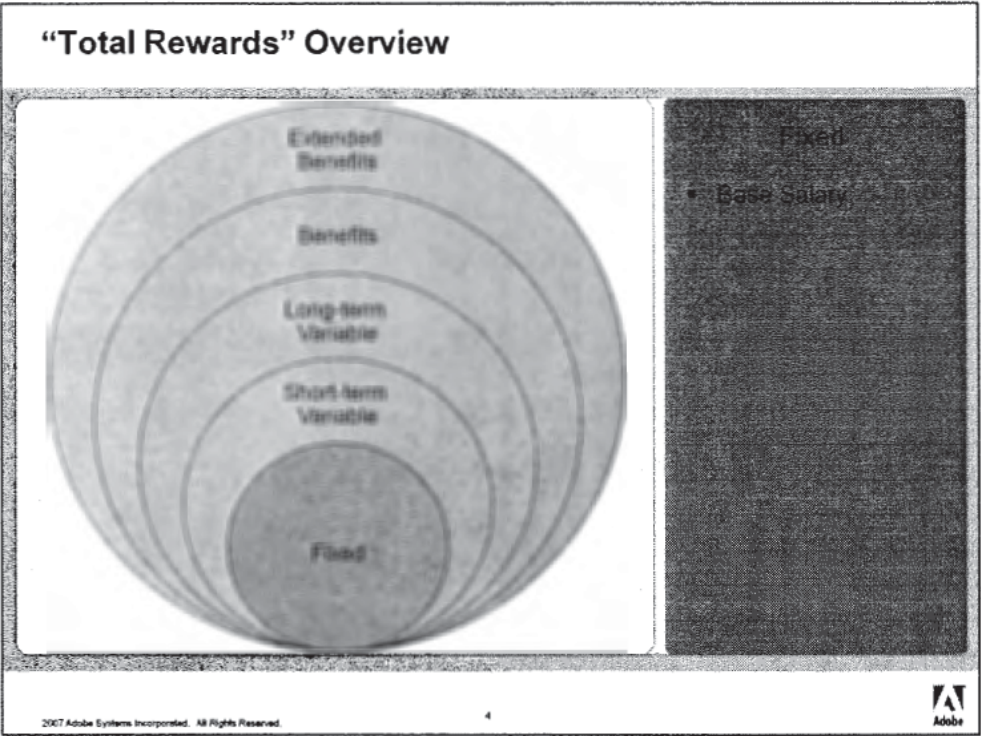 “Total Rewards” Overview
Extended
Benefits
Benefits
Long-term
Variable
Short-term
Variable
Fixed
Fixed
▪ Base Salary
2007 Adobe Systems Incorporated. All Rights Reserved.
4
Adobe